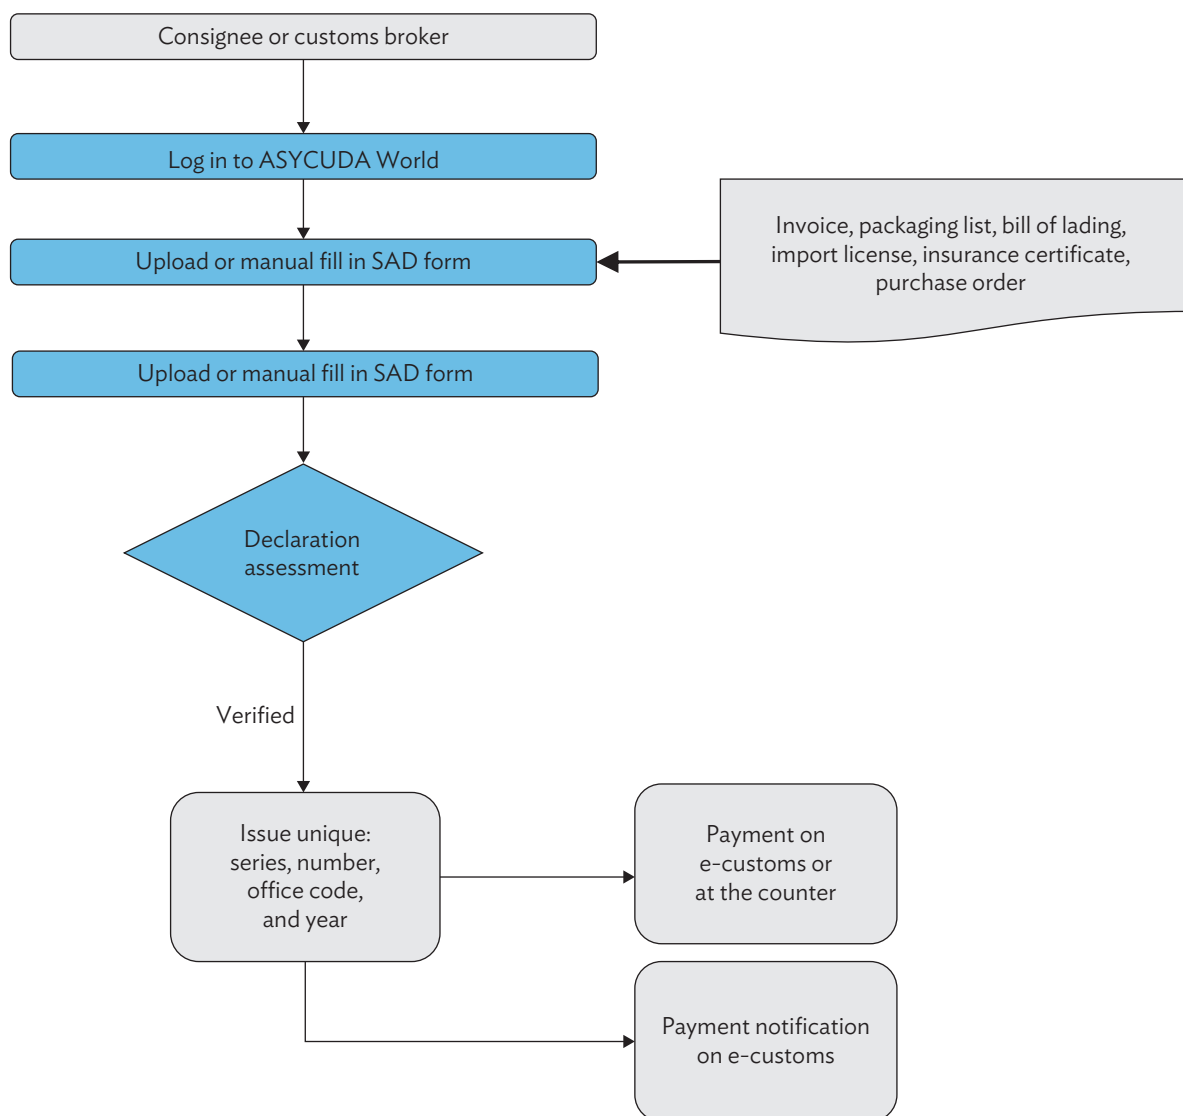 Consignee or customs broker
Log in to ASYCUDA World
Upload or manual fill in SAD form
Invoice, packaging list, bill of lading,
import license, insurance certificate,
purchase order
Upload or manual fill in SAD form
Declaration
assessment
Verified
Issue unique:
series, number,
office code,
and year
Payment on
e-customs or
at the counter
Payment notification
on e-customs